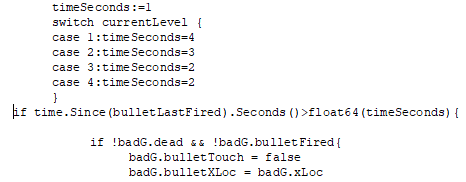 timeSeconds:=1
switch currentLevel {
case 1:timeSeconds=4
case 2:timeSeconds=3
case 3:timeSeconds=2
case 4:timeSeconds=2
}
if time.Since(bulletLastFired).Seconds()>float64(timeSeconds){
if !badG.dead && !badG.bulletFired{
badG.bulletTouch = false
badG.bulletXLoc = badG.xLoc